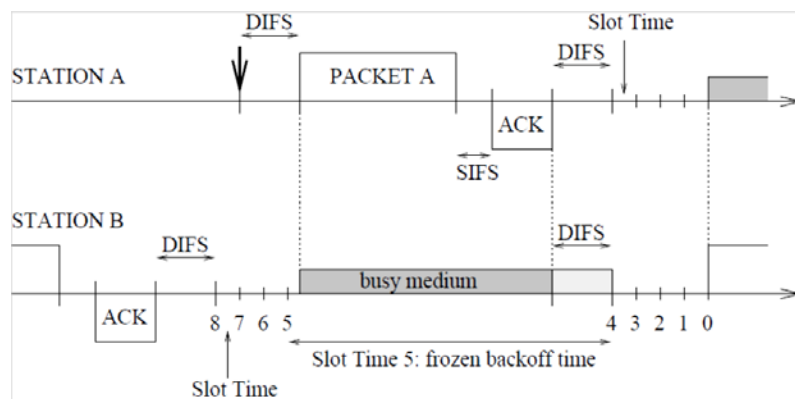 DIFS
Slot Time
STATION A
PACKET A
DIFS
ACK
SIFS
STATION B
DIFS
DIFS
busy medium
ACK
8 7 6 5 4 3 2 1 0
Slot Time 5: frozen backoff time
Slot Time